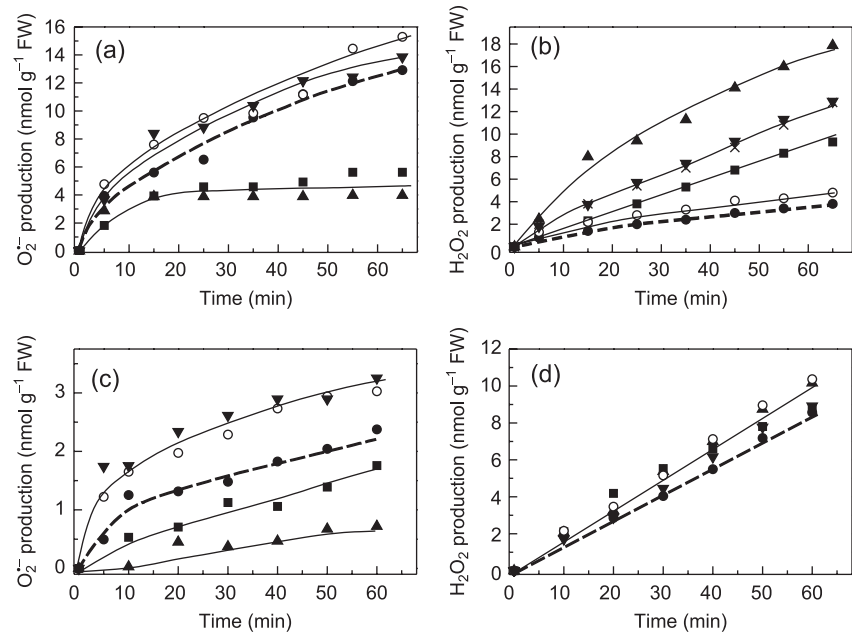 (a)
O₂•⁻ production (nmol g⁻¹ FW)
16
14
12
10
8
6
4
2
0
0 10 20 30 40 50 60
Time (min)
(b)
H₂O₂ production (nmol g⁻¹ FW)
18
16
14
12
10
8
6
4
2
0
0 10 20 30 40 50 60
Time (min)
(c)
O₂•⁻ production (nmol g⁻¹ FW)
3
2
1
0
0 10 20 30 40 50 60
Time (min)
(d)
H₂O₂ production (nmol g⁻¹ FW)
12
10
8
6
4
2
0
0 10 20 30 40 50 60
Time (min)